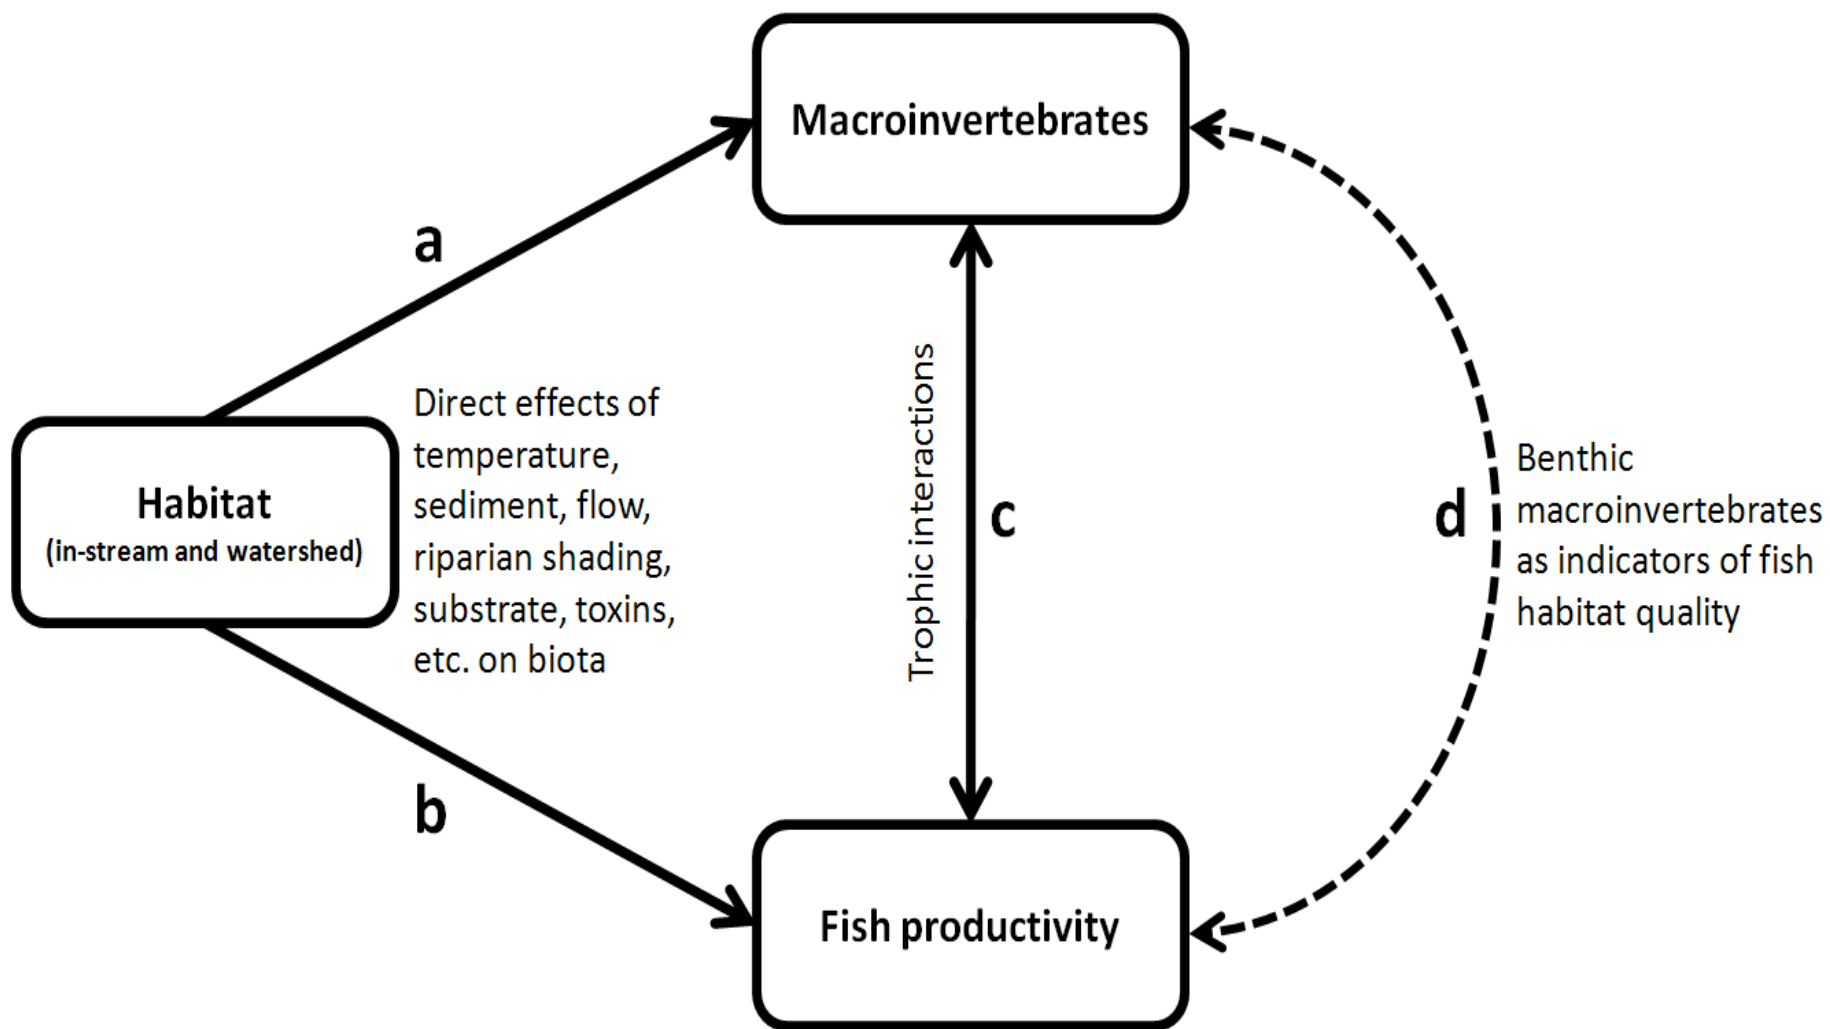 Macroinvertebrates
a
Habitat
(in-stream and watershed)
Direct effects of
temperature,
sediment, flow,
riparian shading,
substrate, toxins,
etc. on biota
b
Trophic interactions
c
d
Benthic
macroinvertebrates
as indicators of fish
habitat quality
Fish productivity